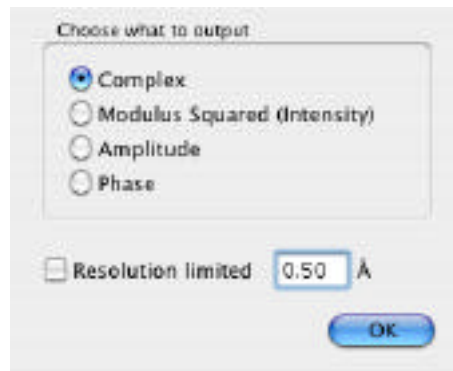 Choose what to output
Complex
Modulus Squared (Intensity)
Amplitude
Phase
Resolution limited 0.50 Å
OK